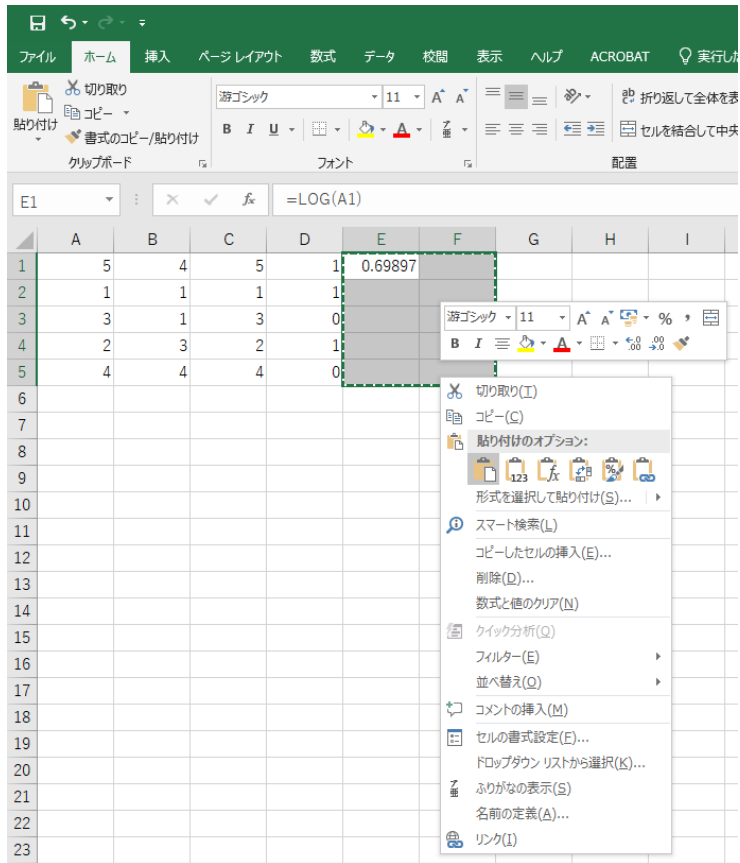 ファイル ホーム 挿入 ページ レイアウト 数式 データ 校閲 表示 ヘルプ ACROBAT 実行した
貼り付け
切り取り
コピー
書式のコピー/貼り付け
クリップボード
游ゴシック 11 A A
B I U A ア亜
フォント
ab 折り返して全体を表
セルを結合して中央
配置
E1 fx =LOG(A1)
A B C D E F G H I
1 5 4 5 1 0.69897
2 1 1 1 1
3 3 1 3 0
4 2 3 2 1
5 4 4 4 0
6
7
8
9
10
11
12
13
14
15
16
17
18
19
20
21
22
23
游ゴシック 11 A A % ,
B I A .00 .00
切り取り(T)
コピー(C)
貼り付けのオプション:
123 fx %
形式を選択して貼り付け(S)...
スマート検索(L)
コピーしたセルの挿入(E)...
削除(D)...
数式と値のクリア(N)
クイック分析(Q)
フィルター(E)
並べ替え(O)
コメントの挿入(M)
セルの書式設定(F)...
ドロップダウン リストから選択(K)...
ふりがなの表示(S)
名前の定義(A)...
リンク(I)